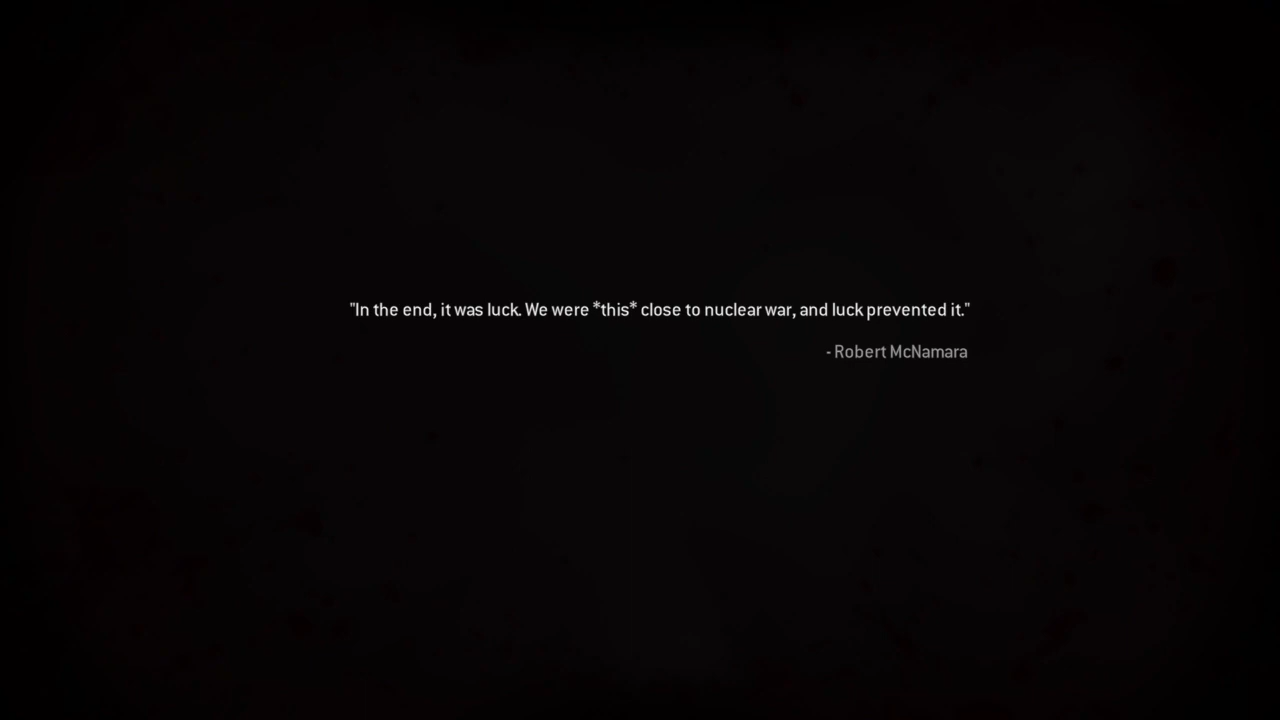 "In the end, it was luck. We were *this* close to nuclear war, and luck prevented it."
- Robert McNamara